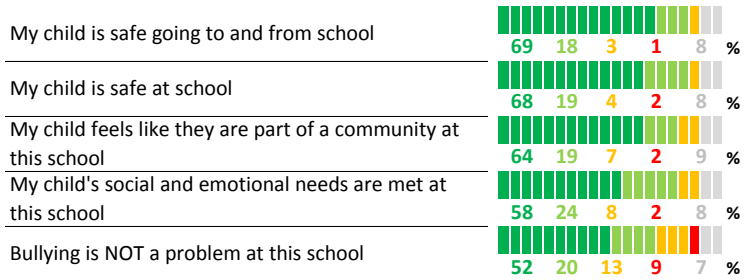 My child is safe going to and from school
69 18 3 1 8 %
My child is safe at school
68 19 4 2 8 %
My child feels like they are part of a community at
this school
64 19 7 2 9 %
My child's social and emotional needs are met at
this school
58 24 8 2 8 %
Bullying is NOT a problem at this school
52 20 13 9 7 %